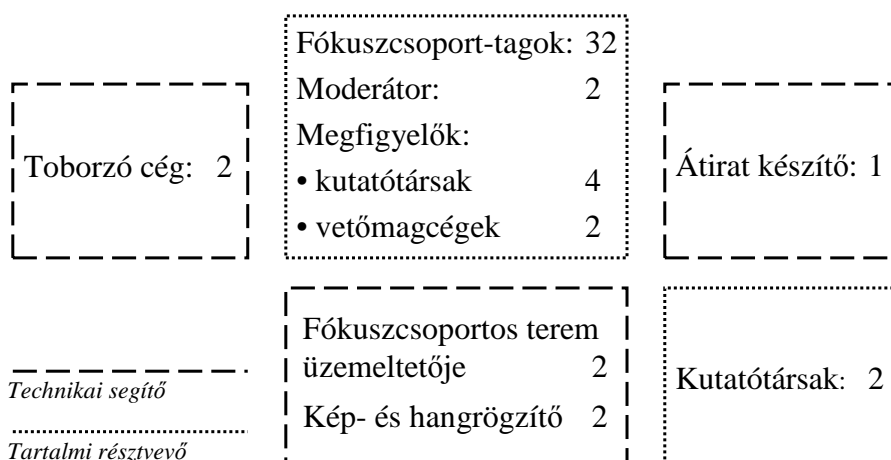 Toborzó cég: 2
Fókuszcsoport-tagok: 32
Moderátor: 2
Megfigyelők:
• kutatótársak 4
• vetőmagcégek 2
Átirat készítő: 1
Fókuszcsoportos terem
üzemeltetője 2
Kép- és hangrögzítő 2
Kutatótársak: 2
Technikai segítő
Tartalmi résztvevő